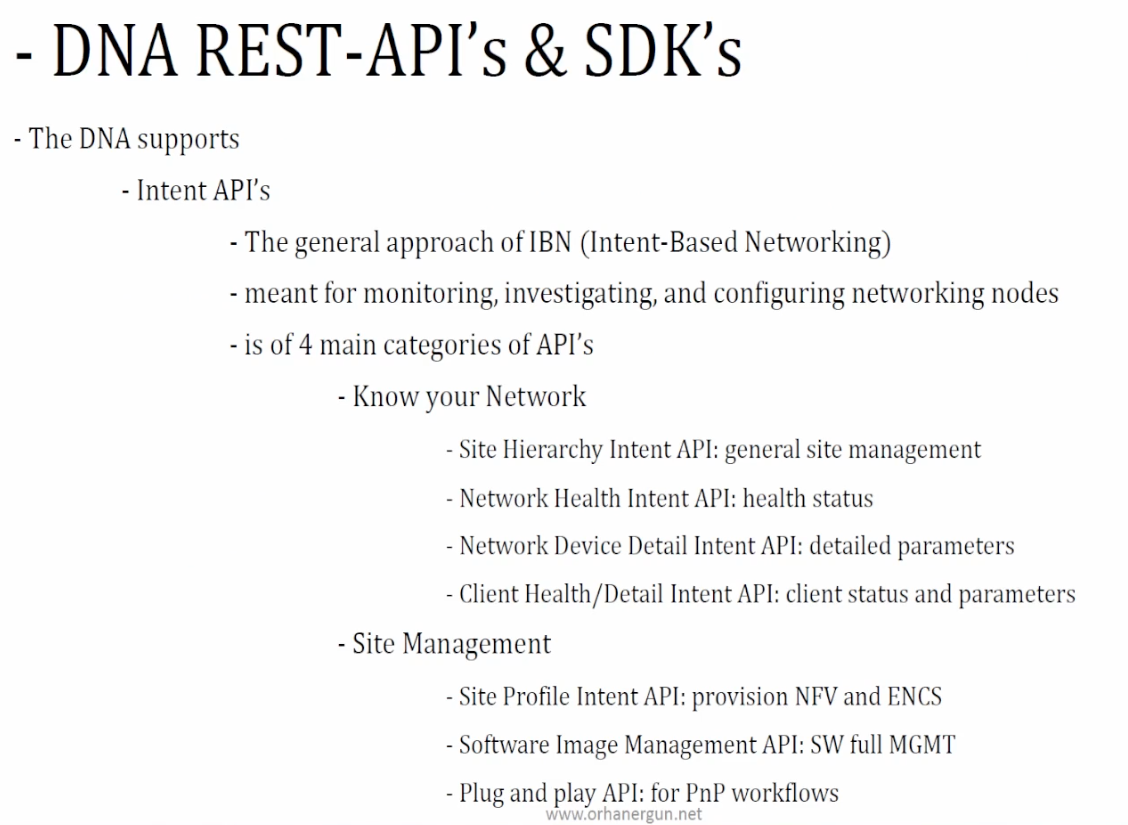 - DNA REST-API’s & SDK’s
- The DNA supports
- Intent API’s
- The general approach of IBN (Intent-Based Networking)
- meant for monitoring, investigating, and configuring networking nodes
- is of 4 main categories of API’s
- Know your Network
- Site Hierarchy Intent API: general site management
- Network Health Intent API: health status
- Network Device Detail Intent API: detailed parameters
- Client Health/Detail Intent API: client status and parameters
- Site Management
- Site Profile Intent API: provision NFV and ENCS
- Software Image Management API: SW full MGMT
- Plug and play API: for PnP workflows
www.orhanergun.net